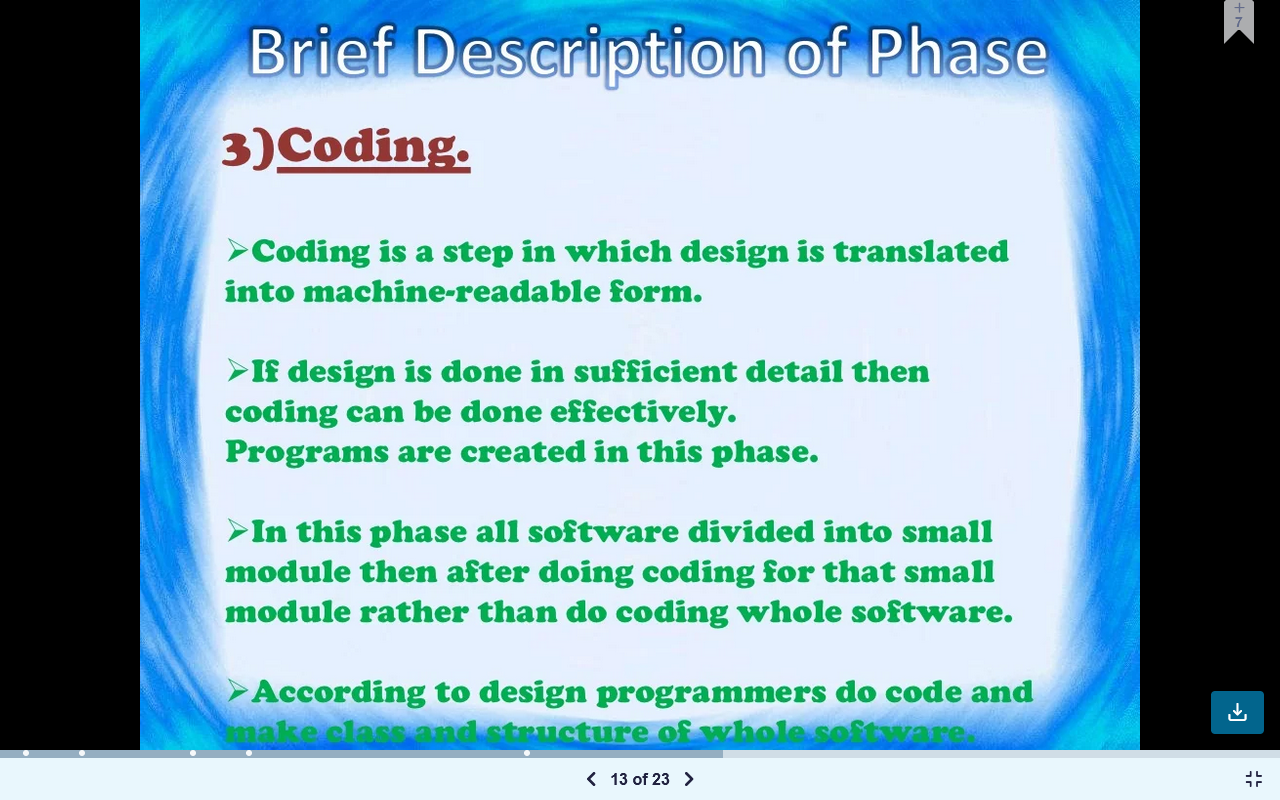 +
7
Brief Description of Phase
3)Coding.
➢Coding is a step in which design is translated
into machine-readable form.
➢If design is done in sufficient detail then
coding can be done effectively.
Programs are created in this phase.
➢In this phase all software divided into small
module then after doing coding for that small
module rather than do coding whole software.
➢According to design programmers do code and
make class and structure of whole software.
13 of 23